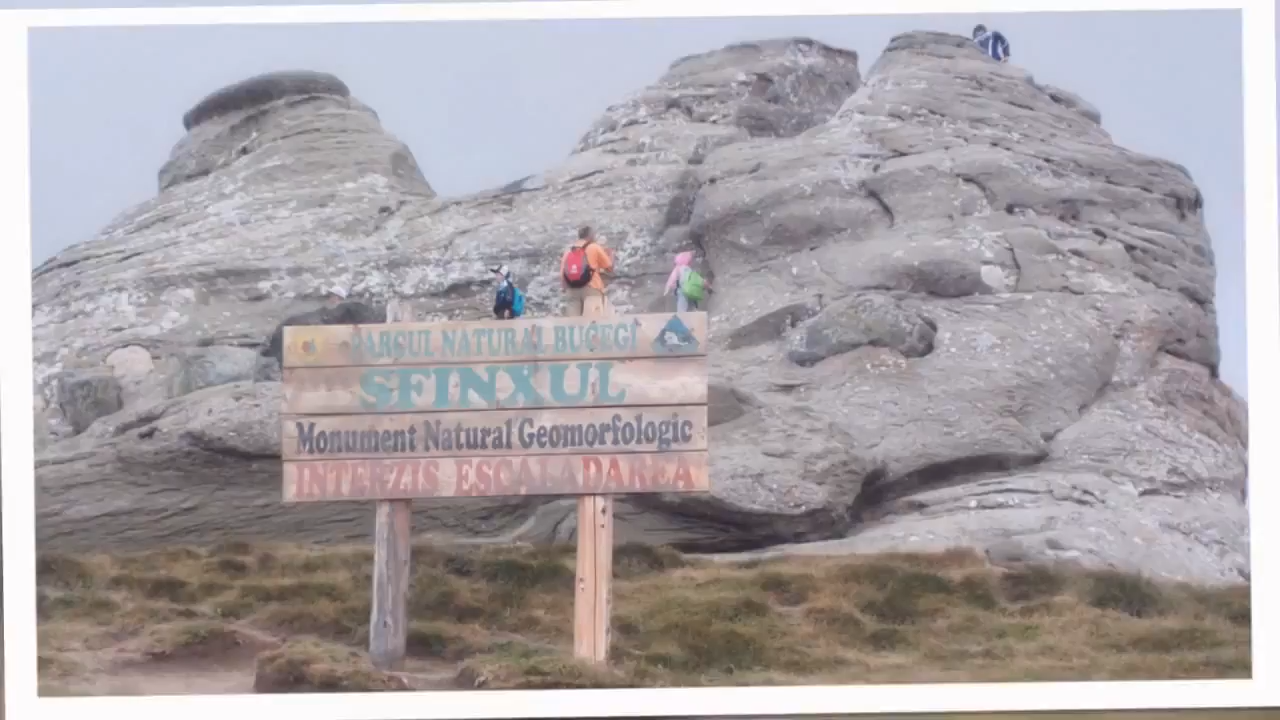 PARCUL NATURAL BUCEGI
SFINXUL
Monument Natural Geomorfologic
INTERZIS ESCALADAREA